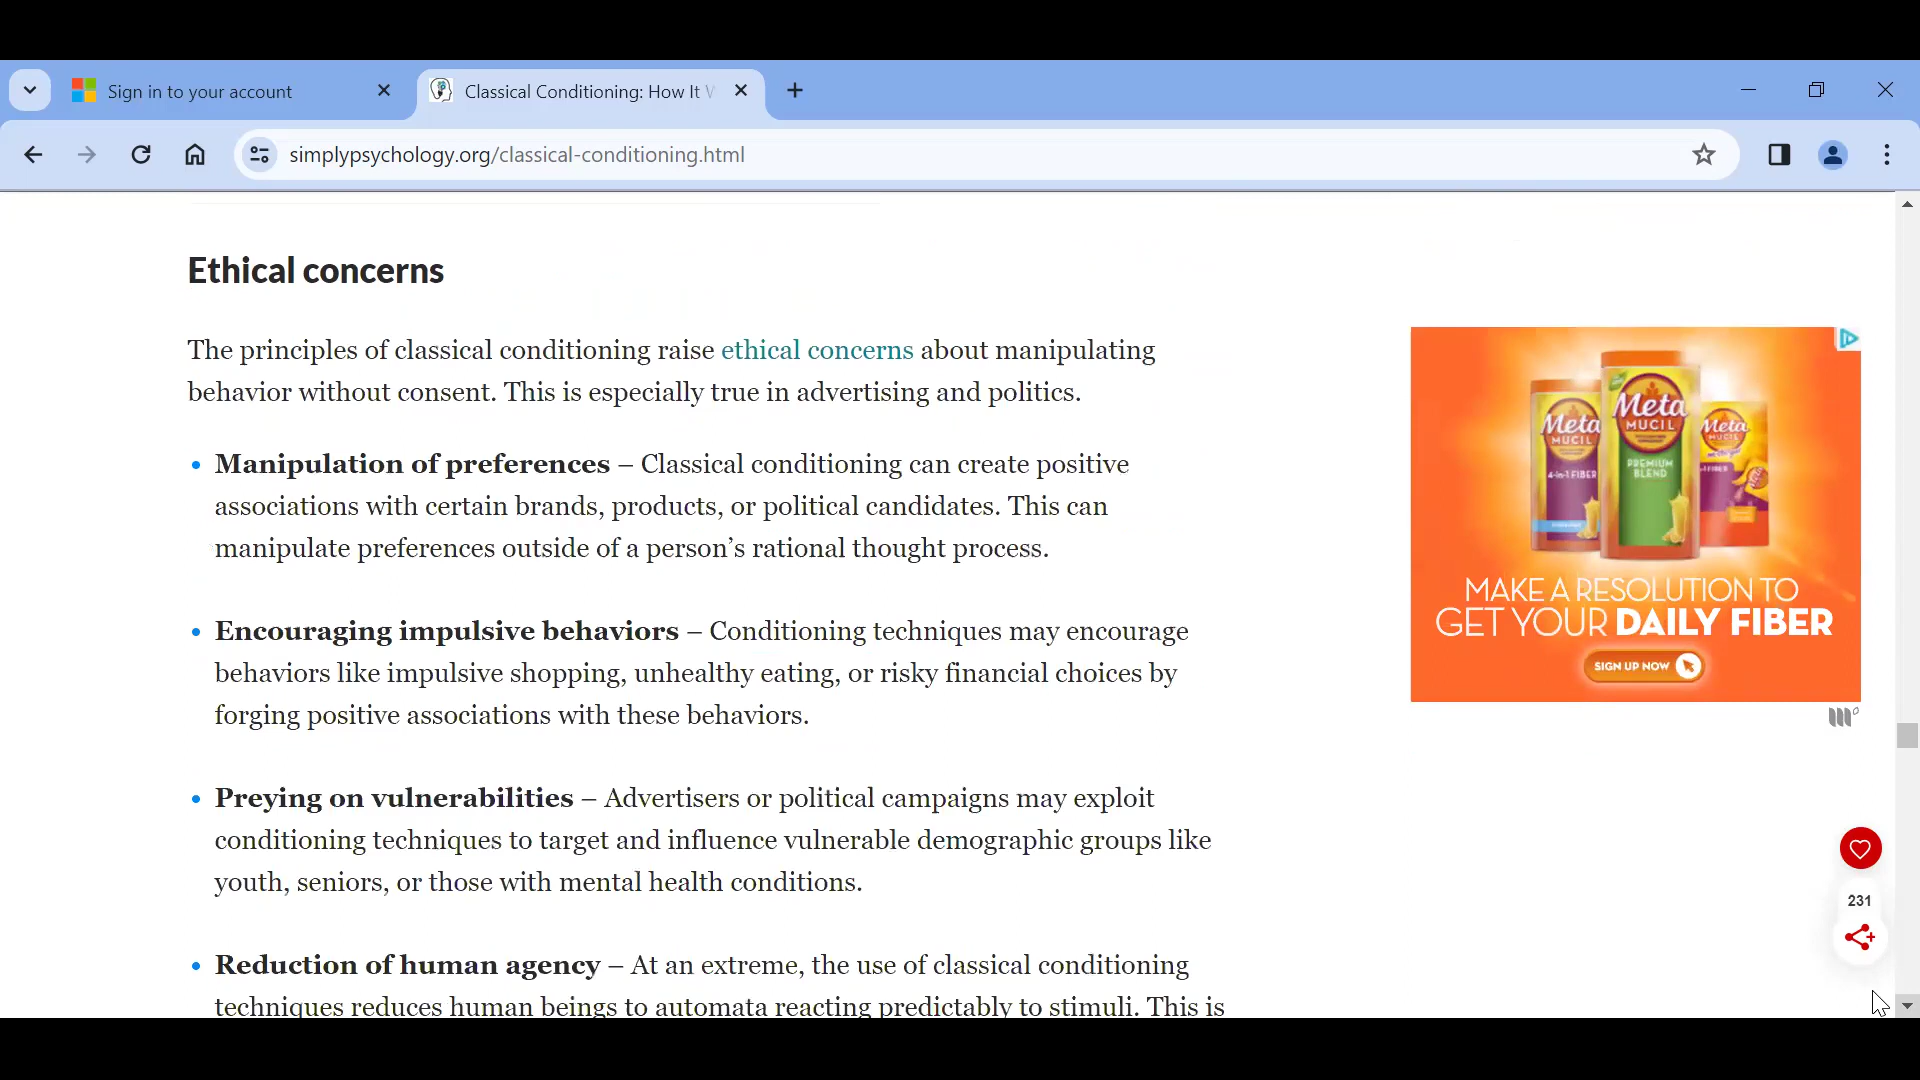 Sign in to your account
Classical Conditioning: How It W
simplypsychology.org/classical-conditioning.html
Ethical concerns
The principles of classical conditioning raise ethical concerns about manipulating
behavior without consent. This is especially true in advertising and politics.
• Manipulation of preferences – Classical conditioning can create positive
associations with certain brands, products, or political candidates. This can
manipulate preferences outside of a person’s rational thought process.
• Encouraging impulsive behaviors – Conditioning techniques may encourage
behaviors like impulsive shopping, unhealthy eating, or risky financial choices by
forging positive associations with these behaviors.
• Preying on vulnerabilities – Advertisers or political campaigns may exploit
conditioning techniques to target and influence vulnerable demographic groups like
youth, seniors, or those with mental health conditions.
• Reduction of human agency – At an extreme, the use of classical conditioning
techniques reduces human beings to automata reacting predictably to stimuli. This is
Meta
MUCIL
4-in-1 FIBER
Meta
MUCIL
PREMIUM
BLEND
Meta
MUCIL
MAKE A RESOLUTION TO
GET YOUR DAILY FIBER
SIGN UP NOW
231